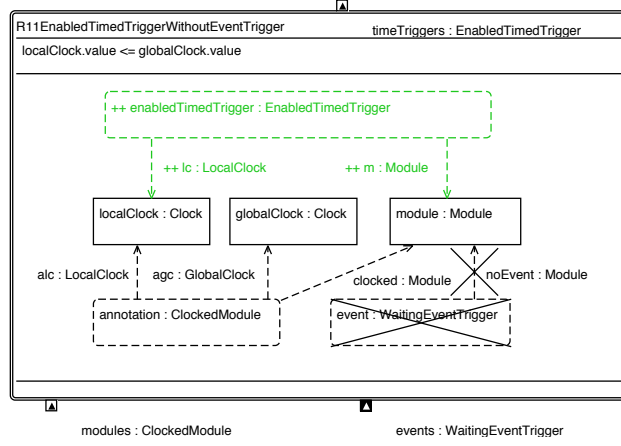 R11EnabledTimedTriggerWithoutEventTrigger
timeTriggers : EnabledTimedTrigger
localClock.value <= globalClock.value
++ enabledTimedTrigger : EnabledTimedTrigger
++ lc : LocalClock
++ m : Module
localClock : Clock
globalClock : Clock
module : Module
alc : LocalClock
agc : GlobalClock
clocked : Module
noEvent : Module
annotation : ClockedModule
event : WaitingEventTrigger
modules : ClockedModule
events : WaitingEventTrigger